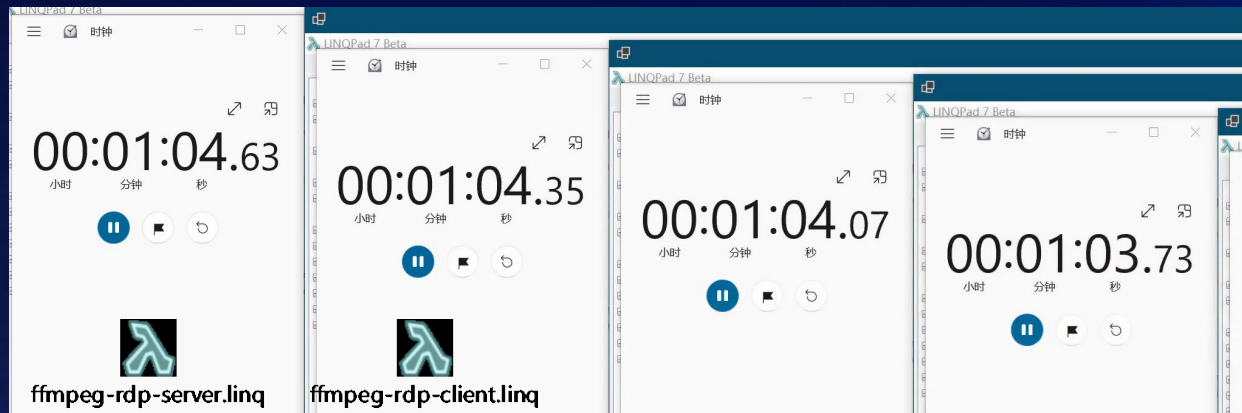 LINQPad 7 Beta
时钟
00:01:04.63
小时 分钟 秒
ffmpeg-rdp-server.linq
LINQPad 7 Beta
时钟
00:01:04.35
小时 分钟 秒
ffmpeg-rdp-client.linq
LINQPad 7 Beta
时钟
00:01:04.07
小时 分钟 秒
LINQPad 7 Beta
时钟
00:01:03.73
小时 分钟 秒